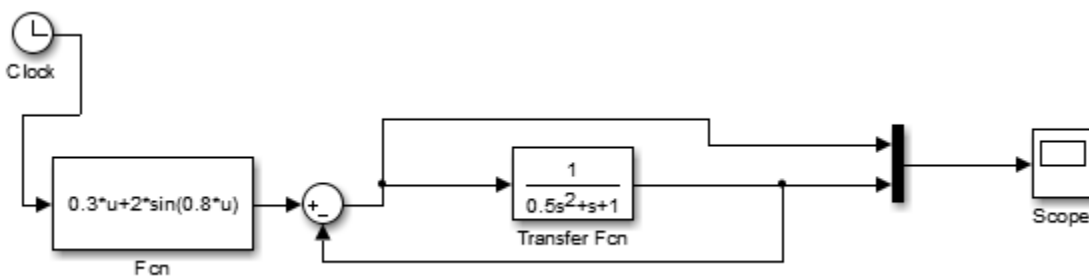 Clock
0.3*u+2*sin(0.8*u)
Fcn
+
−
1
0.5s²+s+1
Transfer Fcn
Scope